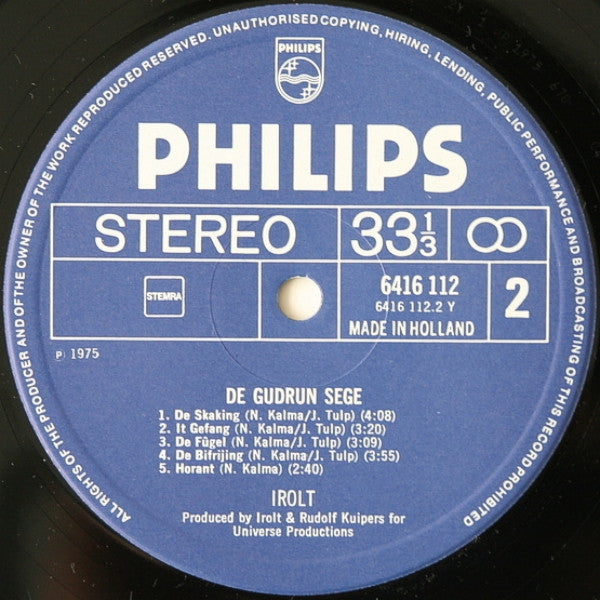 ALL RIGHTS OF THE PRODUCER AND OF THE OWNER OF THE WORK REPRODUCED RESERVED. UNAUTHORISED COPYING, HIRING, LENDING, PUBLIC PERFORMANCE AND BROADCASTING OF THIS RECORD PROHIBITED
PHILIPS
PHILIPS
STEREO
33 1/3
STEMRA
6416 112
6416 112.2 Y
MADE IN HOLLAND
2
℗ 1975
DE GUDRUN SEGE
1. De Skaking (N. Kalma/J. Tulp) (4:08)
2. It Gefang (N. Kalma/J. Tulp) (3:20)
3. De Fûgel (N. Kalma/J. Tulp) (3:09)
4. De Bifrijing (N. Kalma/J. Tulp) (3:55)
5. Horant (N. Kalma) (2:40)
IROLT
Produced by Irolt & Rudolf Kuipers for
Universe Productions